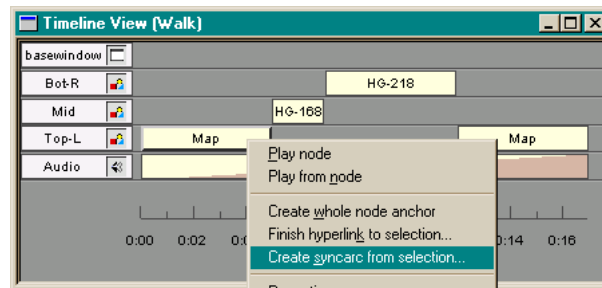 Timeline View (Walk)
basewindow
Bot-R
HG-218
Mid
HG-168
Top-L
Map
Map
Audio
Play node
Play from node
Create whole node anchor
Finish hyperlink to selection...
Create syncarc from selection...
0:00 0:02 0:14 0:16